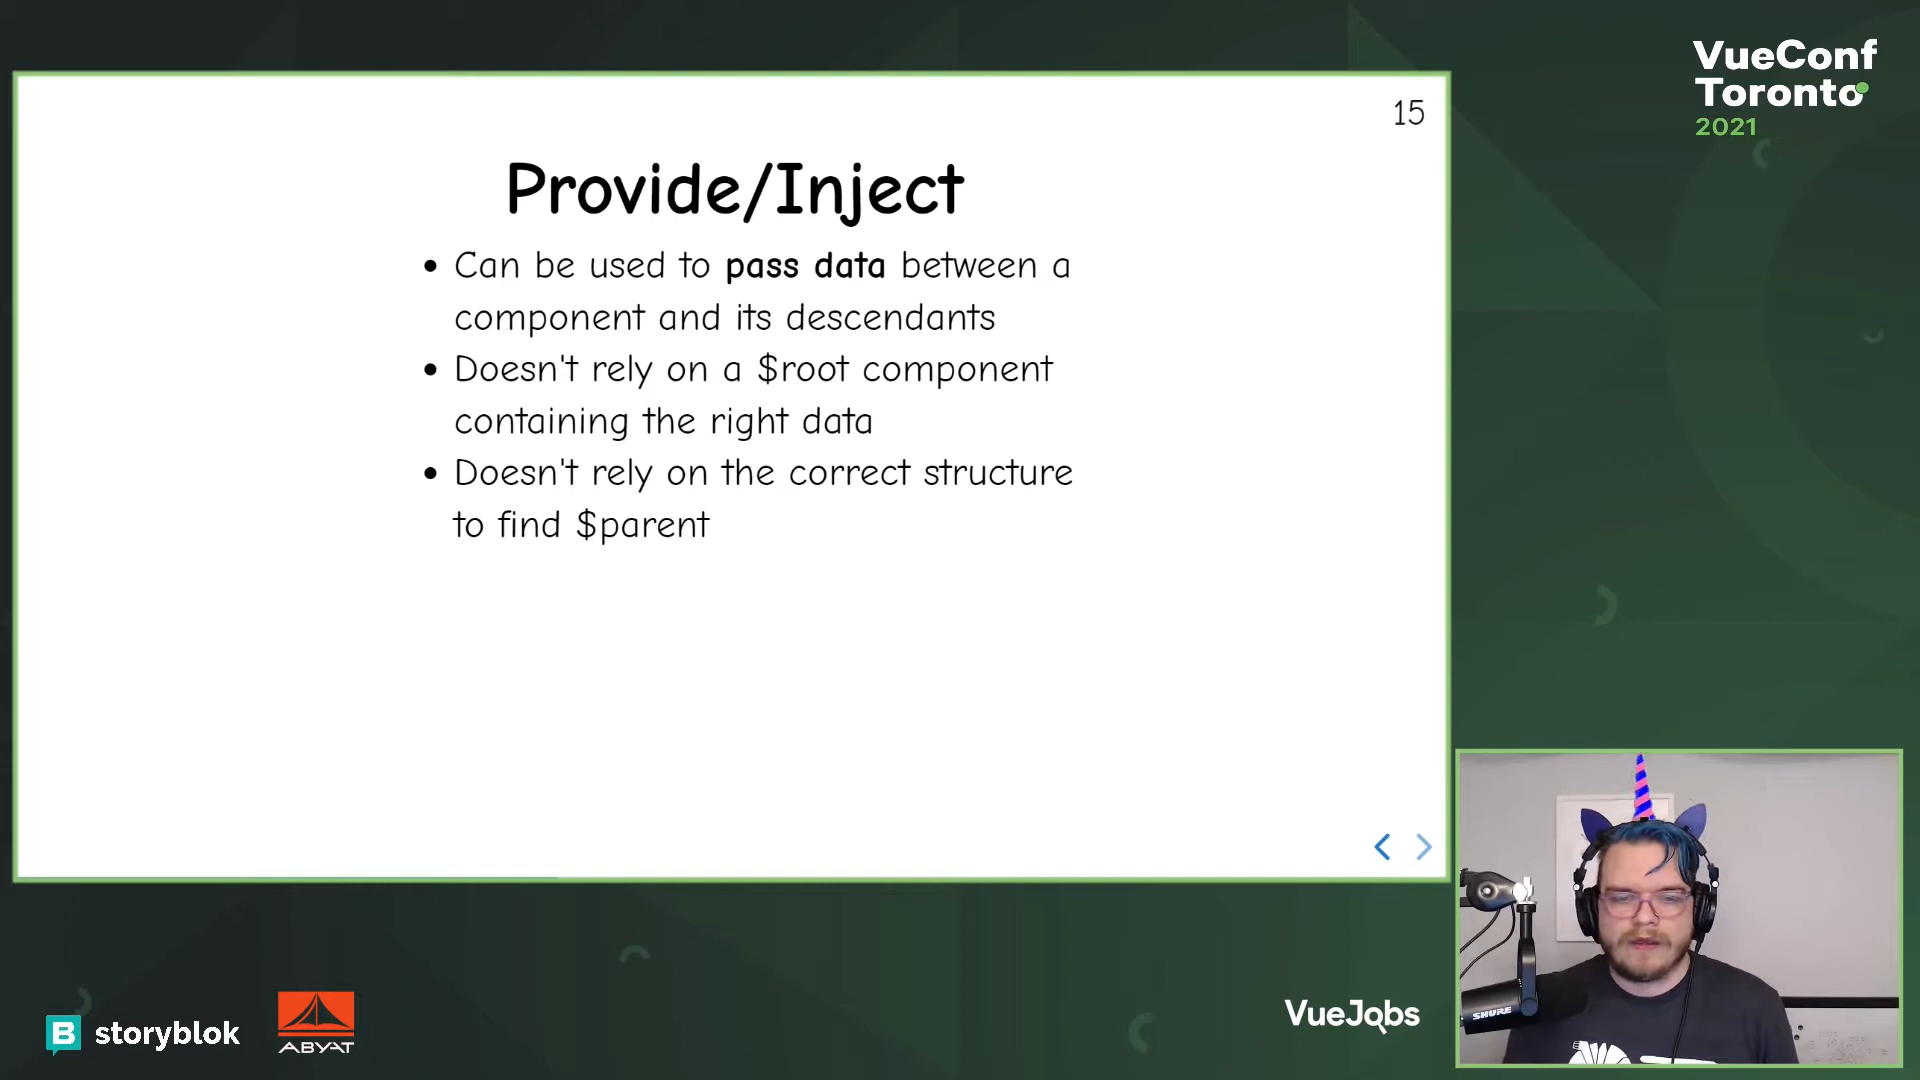 VueConf
Toronto
2021
15
Provide/Inject
• Can be used to pass data between a
component and its descendants
• Doesn't rely on a $root component
containing the right data
• Doesn't rely on the correct structure
to find $parent
storyblok
ABYAT
VueJobs
SHURE